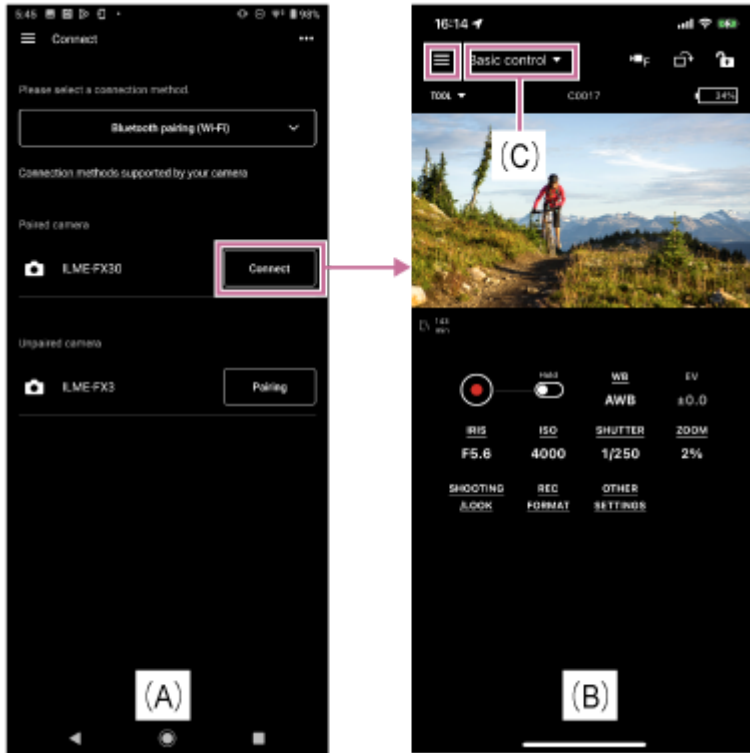 5:45
98%
Connect
Please select a connection method.
Bluetooth pairing (Wi-Fi)
Connection methods supported by your camera
Paired camera
ILME-FX30
Connect
Unpaired camera
ILME-FX3
Pairing
(A)
16:14
Basic control
F
TOOL
C0017
34%
(C)
143
min
Hold
WB
EV
AWB
±0.0
IRIS
ISO
SHUTTER
ZOOM
F5.6
4000
1/250
2%
SHOOTING
/LOOK
REC
FORMAT
OTHER
SETTINGS
(B)